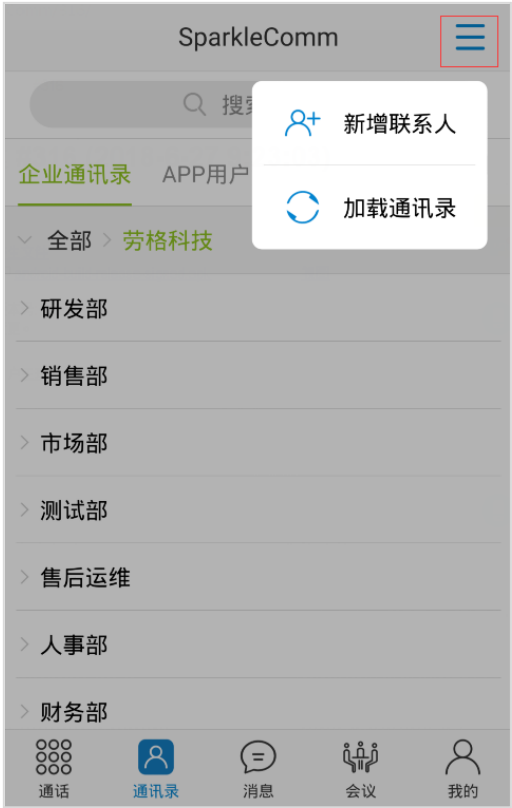 SparkleComm
搜
新增联系人
企业通讯录 APP用户
加载通讯录
全部 劳格科技
研发部
销售部
市场部
测试部
售后运维
人事部
财务部
通话 通讯录 消息 会议 我的